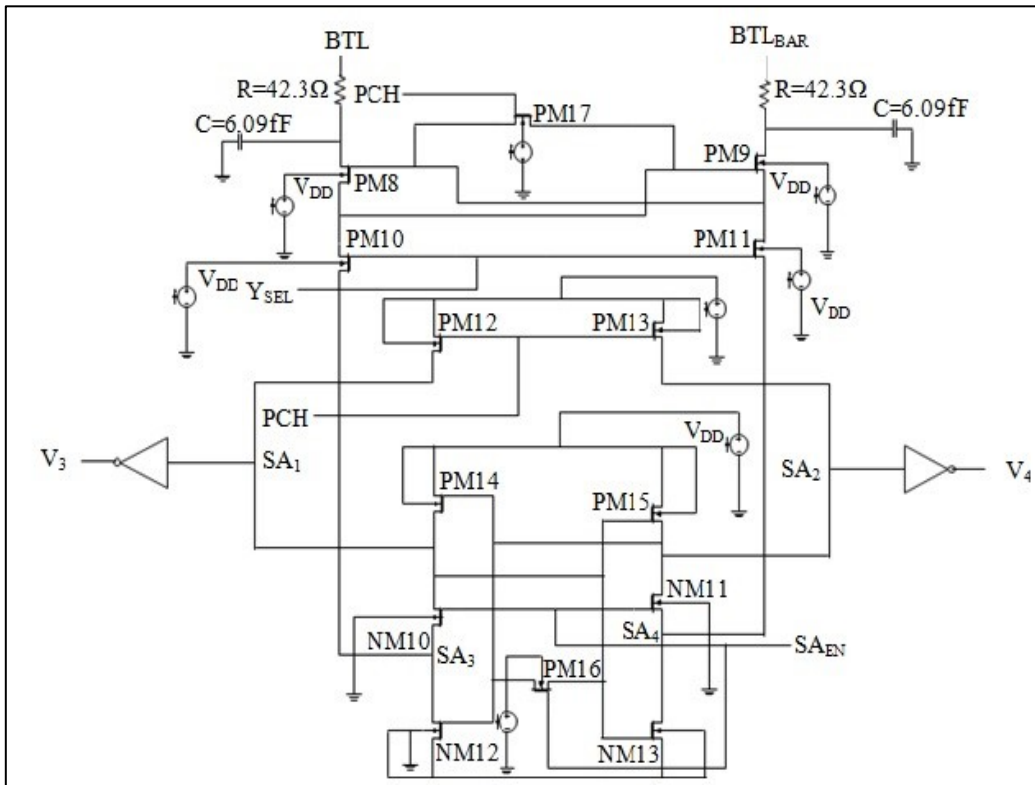 BTL
BTL_BAR
R=42.3Ω
PCH
R=42.3Ω
C=6.09fF
PM17
C=6.09fF
PM8
PM9
V_DD
V_DD
PM10
PM11
V_DD
Y_SEL
V_DD
PM12
PM13
PCH
V_DD
V_3
SA_1
SA_2
V_4
PM14
PM15
NM11
NM10
SA_3
SA_4
SA_EN
PM16
NM12
NM13